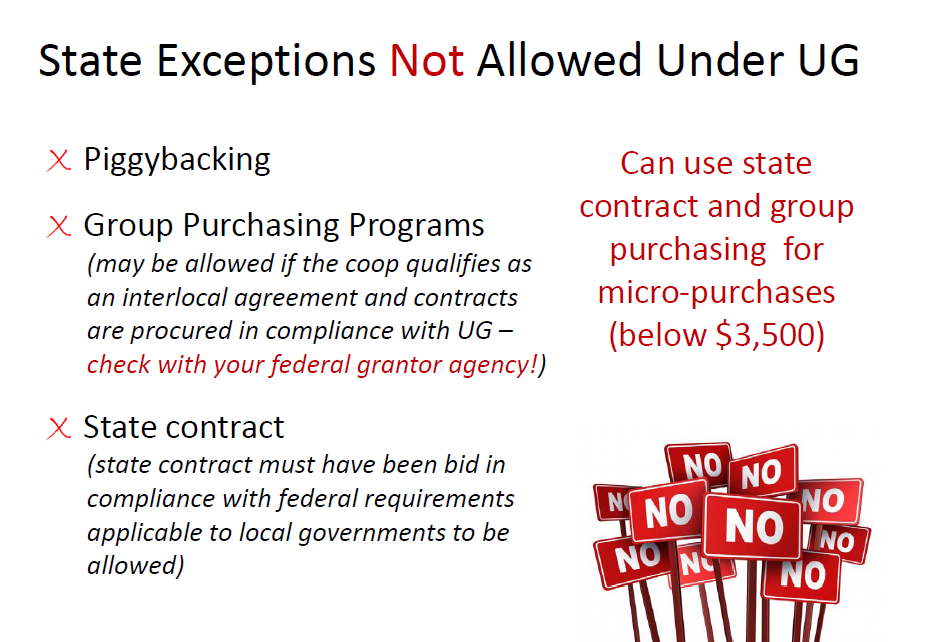 State Exceptions Not Allowed Under UG
X Piggybacking
X Group Purchasing Programs
(may be allowed if the coop qualifies as
an interlocal agreement and contracts
are procured in compliance with UG –
check with your federal grantor agency!)
X State contract
(state contract must have been bid in
compliance with federal requirements
applicable to local governments to be
allowed)
Can use state
contract and group
purchasing for
micro-purchases
(below $3,500)
NO
NO
NO
NO
NO
NO
NO
NO
NO
NO